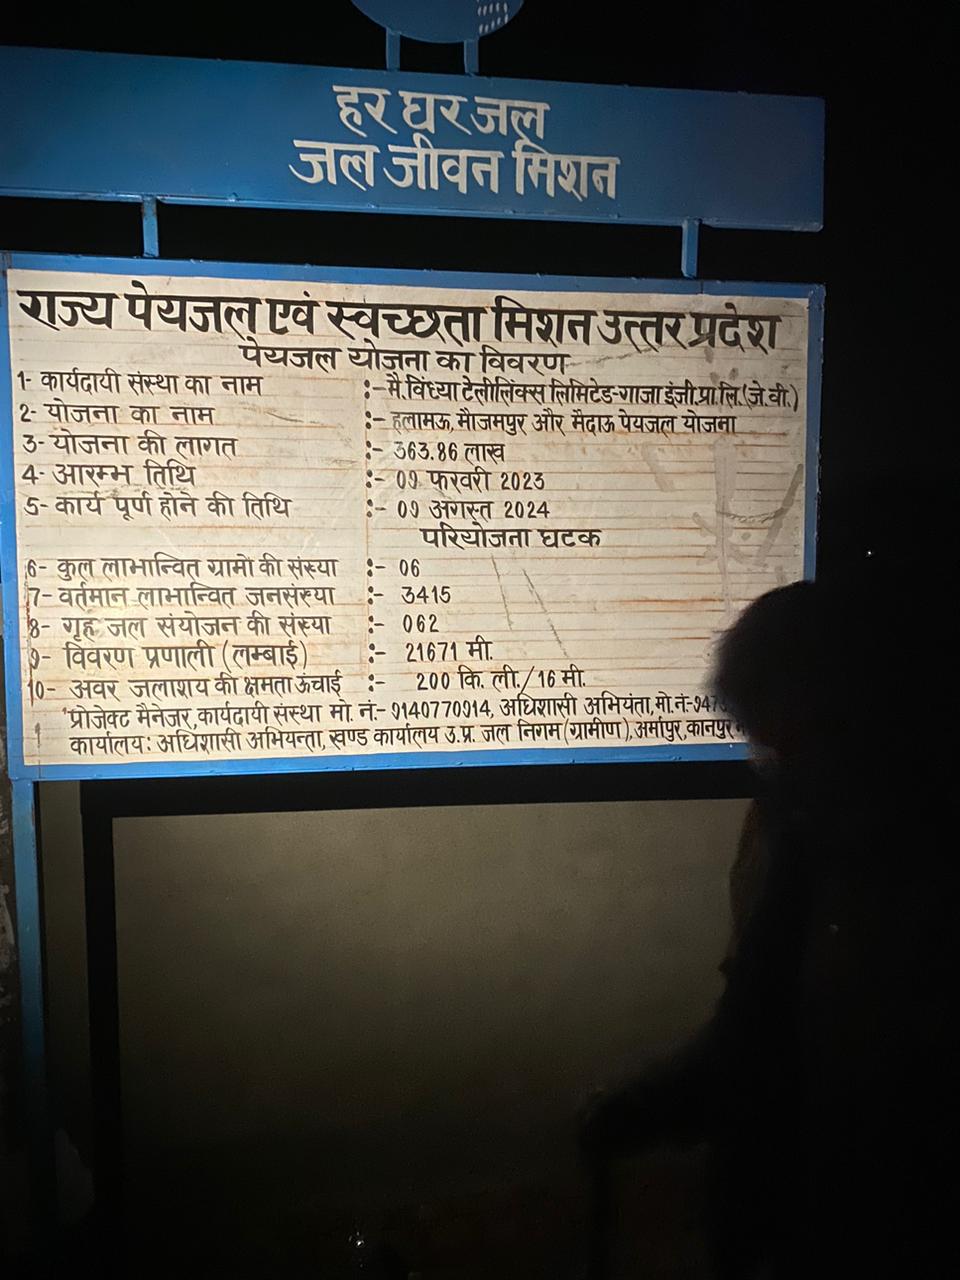 हर घर जल
जल जीवन मिशन
राज्य पेयजल एवं स्वच्छता मिशन उत्तर प्रदेश
पेयजल योजना का विवरण
1- कार्यदायी संस्था का नाम :- मै. विंध्या टेलीलिंक्स लिमिटेड-गाजा इंजी.प्रा.लि.(जे.वी.)
2- योजना का नाम :- हलामऊ, मौजमपुर और मैदाऊ पेयजल योजना
3- योजना की लागत :- 363.86 लाख
4- आरम्भ तिथि :- 09 फरवरी 2023
5- कार्य पूर्ण होने की तिथि :- 09 अगस्त 2024
परियोजता घटक
6- कुल लाभान्वित ग्रामों की संख्या :- 06
7- वर्तमान लाभान्वित जनसंख्या :- 3415
8- गृह जल संयोजन की संख्या :- 062
9- विवरण प्रणाली (लम्बाई) :- 21671 मी.
10- अवर जलाशय की क्षमता ऊंचाई :- 200 कि. ली./16 मी.
प्रोजेक्ट मैनेजर, कार्यदायी संस्था मो. नं:- 9140770914, अधिशासी अभियंता, मो.नं:-947
कार्यालय: अधिशासी अभियन्ता, खण्ड कार्यालय उ.प्र. जल निगम (ग्रामीण), अर्मापुर, कानपुर